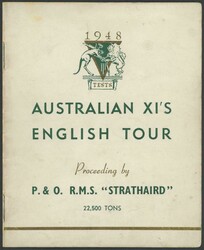 1948
TESTS
AUSTRALIAN XI'S
ENGLISH TOUR
Proceeding by
P. & O. R.M.S. "STRATHAIRD"
22,500 TONS